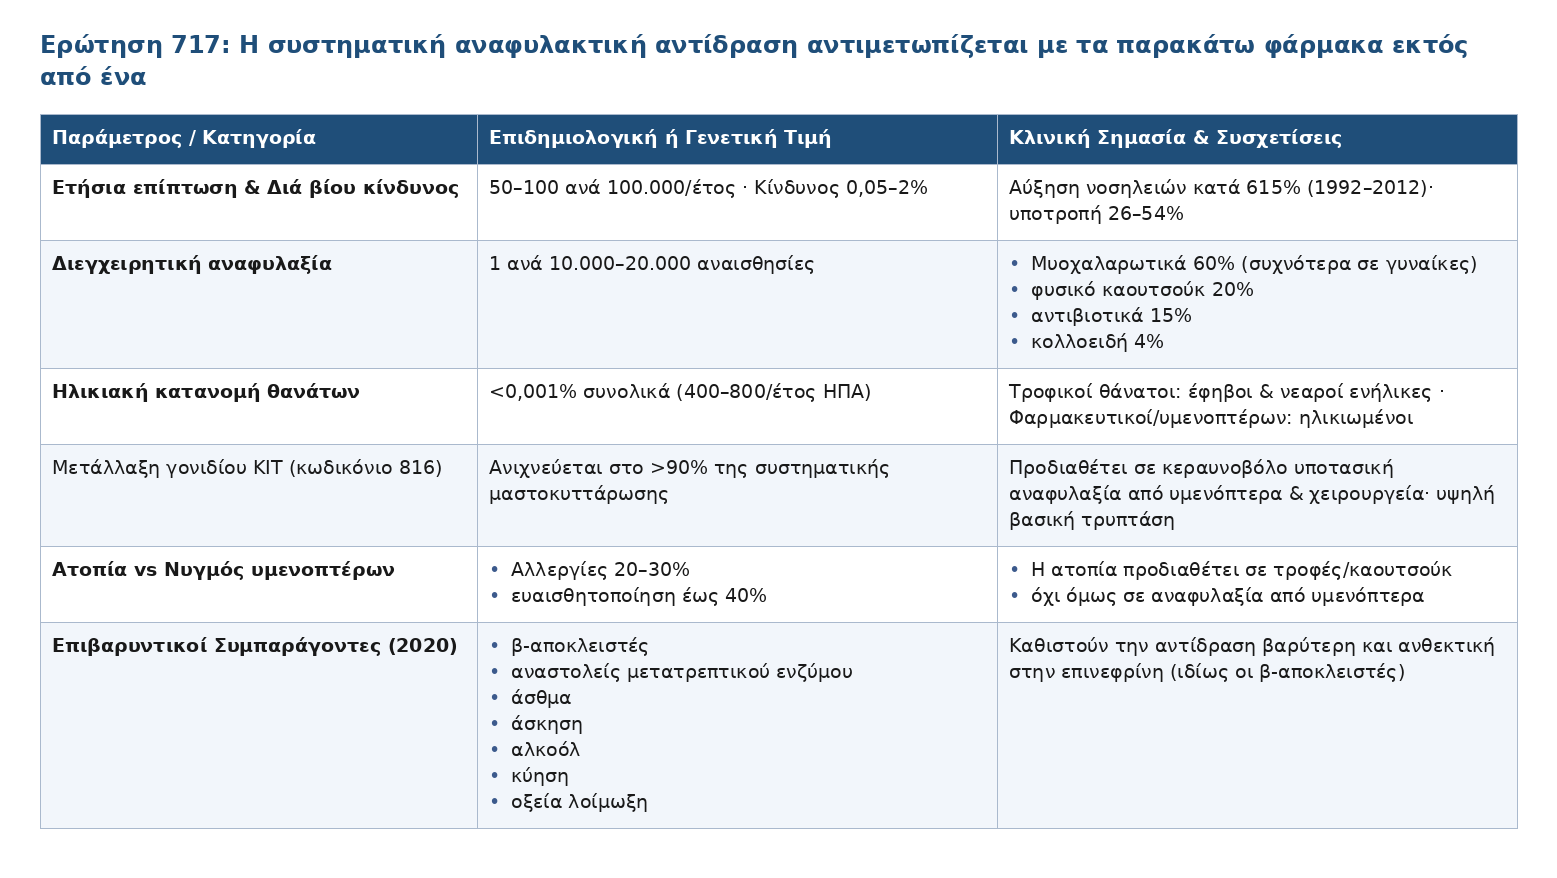 Ερώτηση 717: Η συστηματική αναφυλακτική αντίδραση αντιμετωπίζεται με τα παρακάτω φάρμακα εκτός
από ένα
Παράμετρος / Κατηγορία
Επιδημιολογική ή Γενετική Τιμή
Κλινική Σημασία & Συσχετίσεις
Ετήσια επίπτωση & Διά βίου κίνδυνος
50–100 ανά 100.000/έτος · Κίνδυνος 0,05–2%
Αύξηση νοσηλειών κατά 615% (1992–2012)·
υποτροπή 26–54%
Διεγχειρητική αναφυλαξία
1 ανά 10.000–20.000 αναισθησίες
• Μυοχαλαρωτικά 60% (συχνότερα σε γυναίκες)
• φυσικό καουτσούκ 20%
• αντιβιοτικά 15%
• κολλοειδή 4%
Ηλικιακή κατανομή θανάτων
<0,001% συνολικά (400–800/έτος ΗΠΑ)
Τροφικοί θάνατοι: έφηβοι & νεαροί ενήλικες ·
Φαρμακευτικοί/υμενοπτέρων: ηλικιωμένοι
Μετάλλαξη γονιδίου KIT (κωδικόνιο 816)
Ανιχνεύεται στο >90% της συστηματικής
μαστοκυττάρωσης
Προδιαθέτει σε κεραυνοβόλο υποτασική
αναφυλαξία από υμενόπτερα & χειρουργεία· υψηλή
βασική τρυπτάση
Ατοπία vs Νυγμός υμενοπτέρων
• Αλλεργίες 20–30%
• ευαισθητοποίηση έως 40%
• Η ατοπία προδιαθέτει σε τροφές/καουτσούκ
• όχι όμως σε αναφυλαξία από υμενόπτερα
Επιβαρυντικοί Συμπαράγοντες (2020)
• β-αποκλειστές
• αναστολείς μετατρεπτικού ενζύμου
• άσθμα
• άσκηση
• αλκοόλ
• κύηση
• οξεία λοίμωξη
Καθιστούν την αντίδραση βαρύτερη και ανθεκτική
στην επινεφρίνη (ιδίως οι β-αποκλειστές)